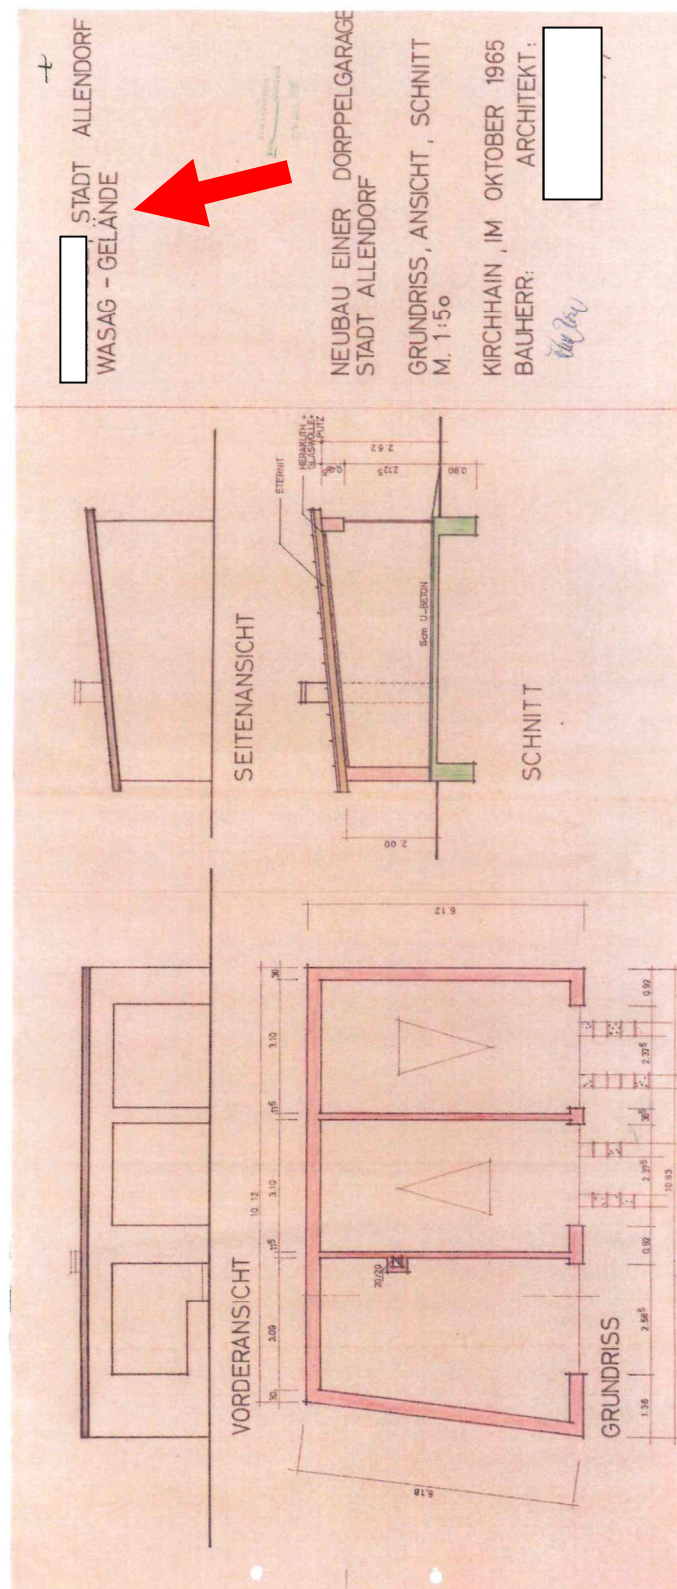 STADT ALLENDORF
WASAG - GELÄNDE
NEUBAU EINER DORPPELGARAGE
STADT ALLENDORF
GRUNDRISS, ANSICHT, SCHNITT
M. 1:50
KIRCHHAIN, IM OKTOBER 1965
BAUHERR: ARCHITEKT:
SEITENANSICHT
ETERNIT
HERAKLITH +
GLASWOLLE +
PUTZ
2.62
2.12⁵
0.90
15cm U-BETON
2.00
SCHNITT
VORDERANSICHT
10.12
30
3.09
11⁵
3.10
11⁵
3.10
30
6.12
6.18
20/20
GRUNDRISS
1.36
2.56⁵
0.92
2.37⁵
36⁵
2.37⁵
0.92
10.93